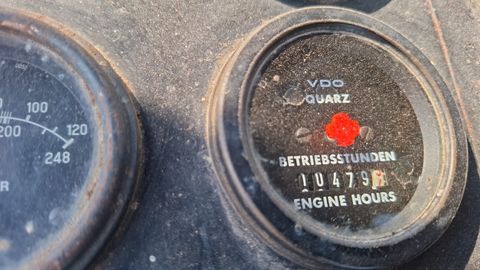 100
120
200
248
VDO
QUARZ
BETRIEBSSTUNDEN
10479
ENGINE HOURS